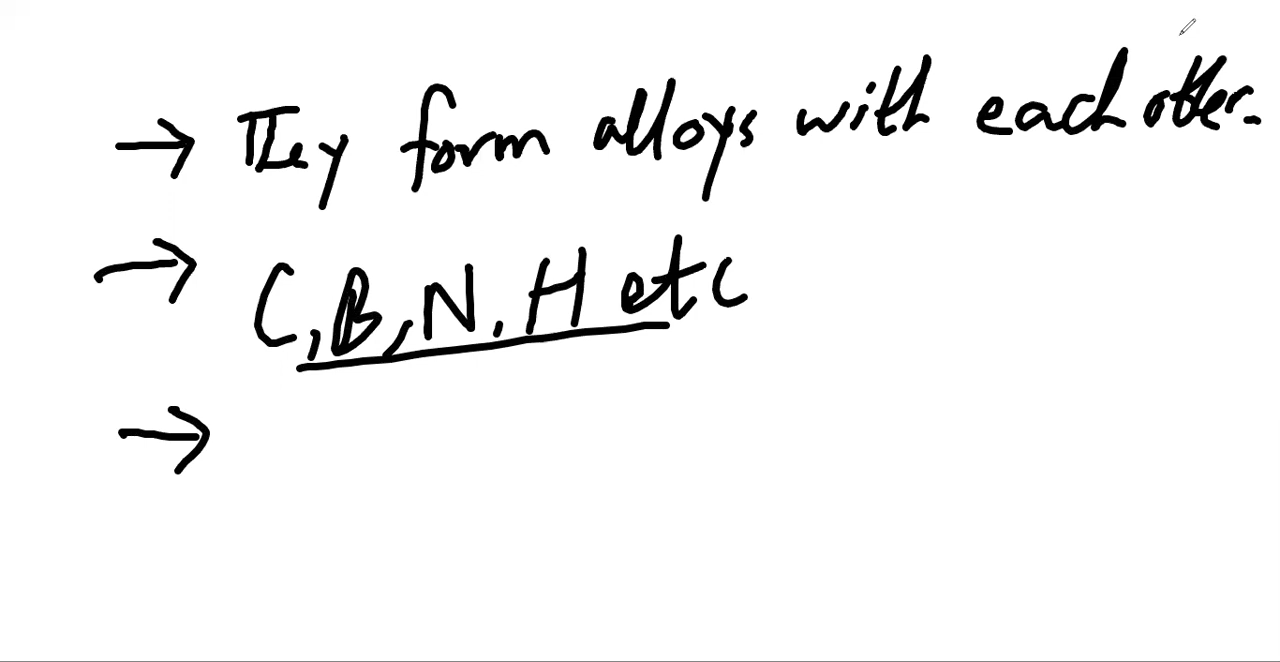 → They form alloys with each other.
→ C, B, N, H etc
→